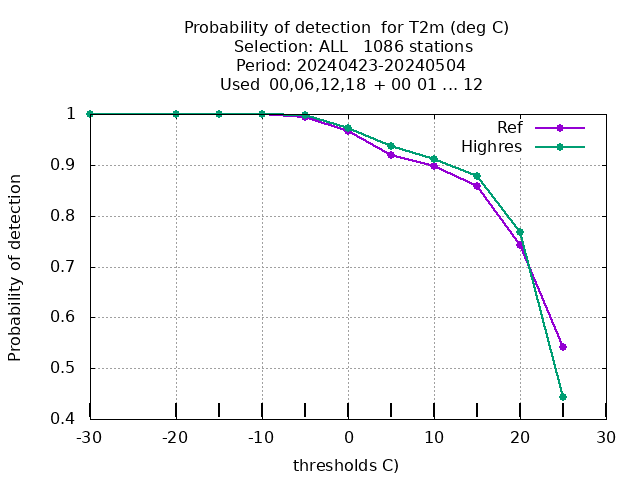 Probability of detection for T2m (deg C)
Selection: ALL 1086 stations
Period: 20240423-20240504
Used 00,06,12,18 + 00 01 ... 12
Ref
Highres
Probability of detection
1
0.9
0.8
0.7
0.6
0.5
0.4
-30 -20 -10 0 10 20 30
thresholds C)